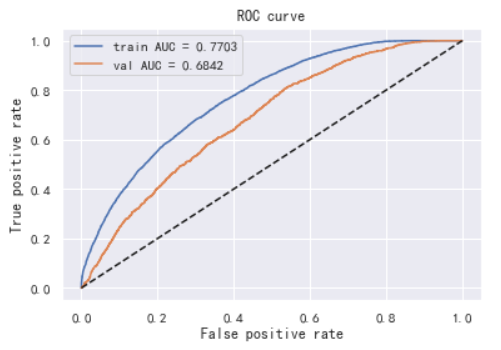 ROC curve
train AUC = 0.7703
val AUC = 0.6842
True positive rate
1.0
0.8
0.6
0.4
0.2
0.0
0.0 0.2 0.4 0.6 0.8 1.0
False positive rate